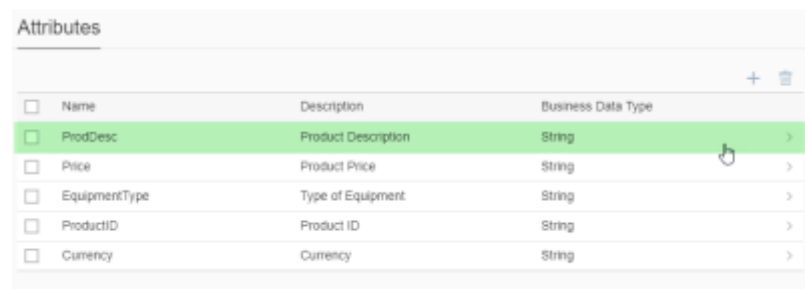 Attributes
Name Description Business Data Type
ProdDesc Product Description String
Price Product Price String
EquipmentType Type of Equipment String
ProductID Product ID String
Currency Currency String